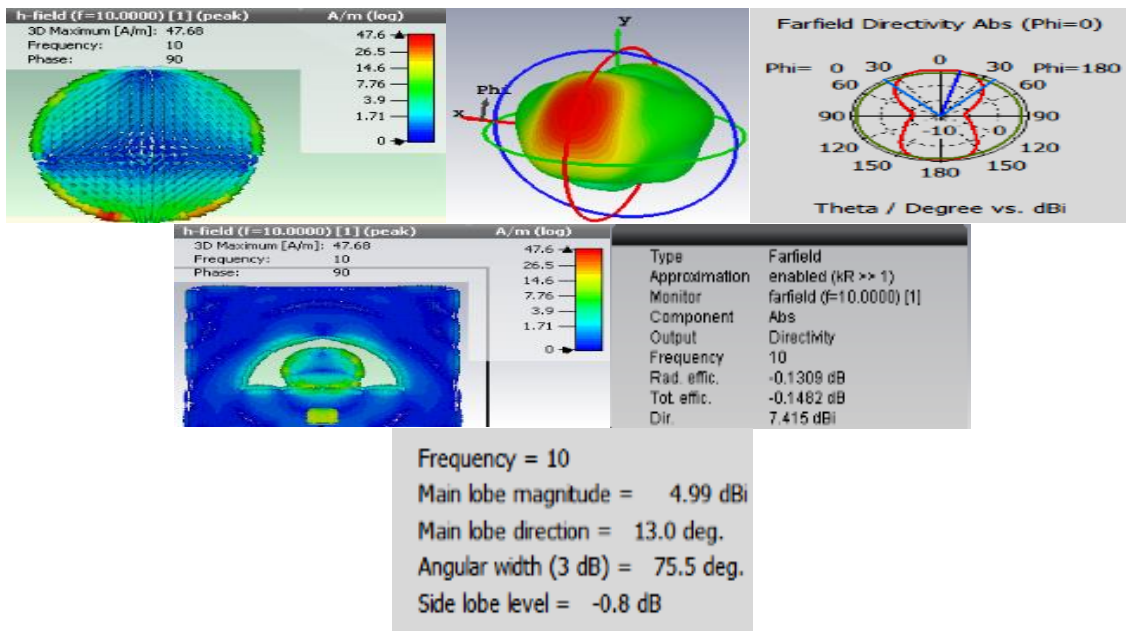 h-field (f=10.0000) [1] (peak) A/m (log)
3D Maximum [A/m]: 47.68
Frequency: 10
Phase: 90
47.6
26.5
14.6
7.76
3.9
1.71
0
y
Phi
x
Farfield Directivity Abs (Phi=0)
Phi= 0 30 0 30 Phi=180
60 60
90 -10 0 90
120 120
150 180 150
Theta / Degree vs. dBi
h-field (f=10.0000) [1] (peak) A/m (log)
3D Maximum [A/m]: 47.68
Frequency: 10
Phase: 90
47.6
26.5
14.6
7.76
3.9
1.71
0
Type Farfield
Approximation enabled (kR >> 1)
Monitor farfield (f=10.0000) [1]
Component Abs
Output Directivity
Frequency 10
Rad. effic. -0.1309 dB
Tot. effic. -0.1482 dB
Dir. 7.415 dBi
Frequency = 10
Main lobe magnitude = 4.99 dBi
Main lobe direction = 13.0 deg.
Angular width (3 dB) = 75.5 deg.
Side lobe level = -0.8 dB